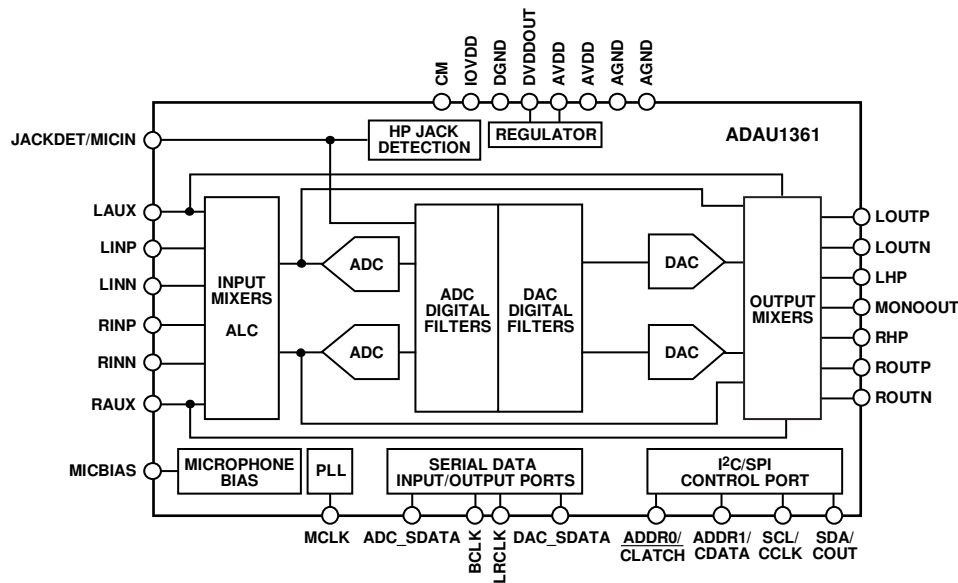 CM
IOVDD
DGND
DVDDOUT
AVDD
AVDD
AGND
AGND
JACKDET/MICIN
HP JACK
DETECTION
REGULATOR
ADAU1361
LAUX
LINP
LINN
RINP
RINN
RAUX
MICBIAS
INPUT
MIXERS
ALC
ADC
ADC
ADC
DIGITAL
FILTERS
DAC
DIGITAL
FILTERS
DAC
DAC
OUTPUT
MIXERS
LOUTP
LOUTN
LHP
MONOOUT
RHP
ROUTP
ROUTN
MICROPHONE
BIAS
PLL
SERIAL DATA
INPUT/OUTPUT PORTS
I²C/SPI
CONTROL PORT
MCLK
ADC_SDATA
BCLK
LRCLK
DAC_SDATA
ADDR0/
CLATCH
ADDR1/
CDATA
SCL/
CCLK
SDA/
COUT